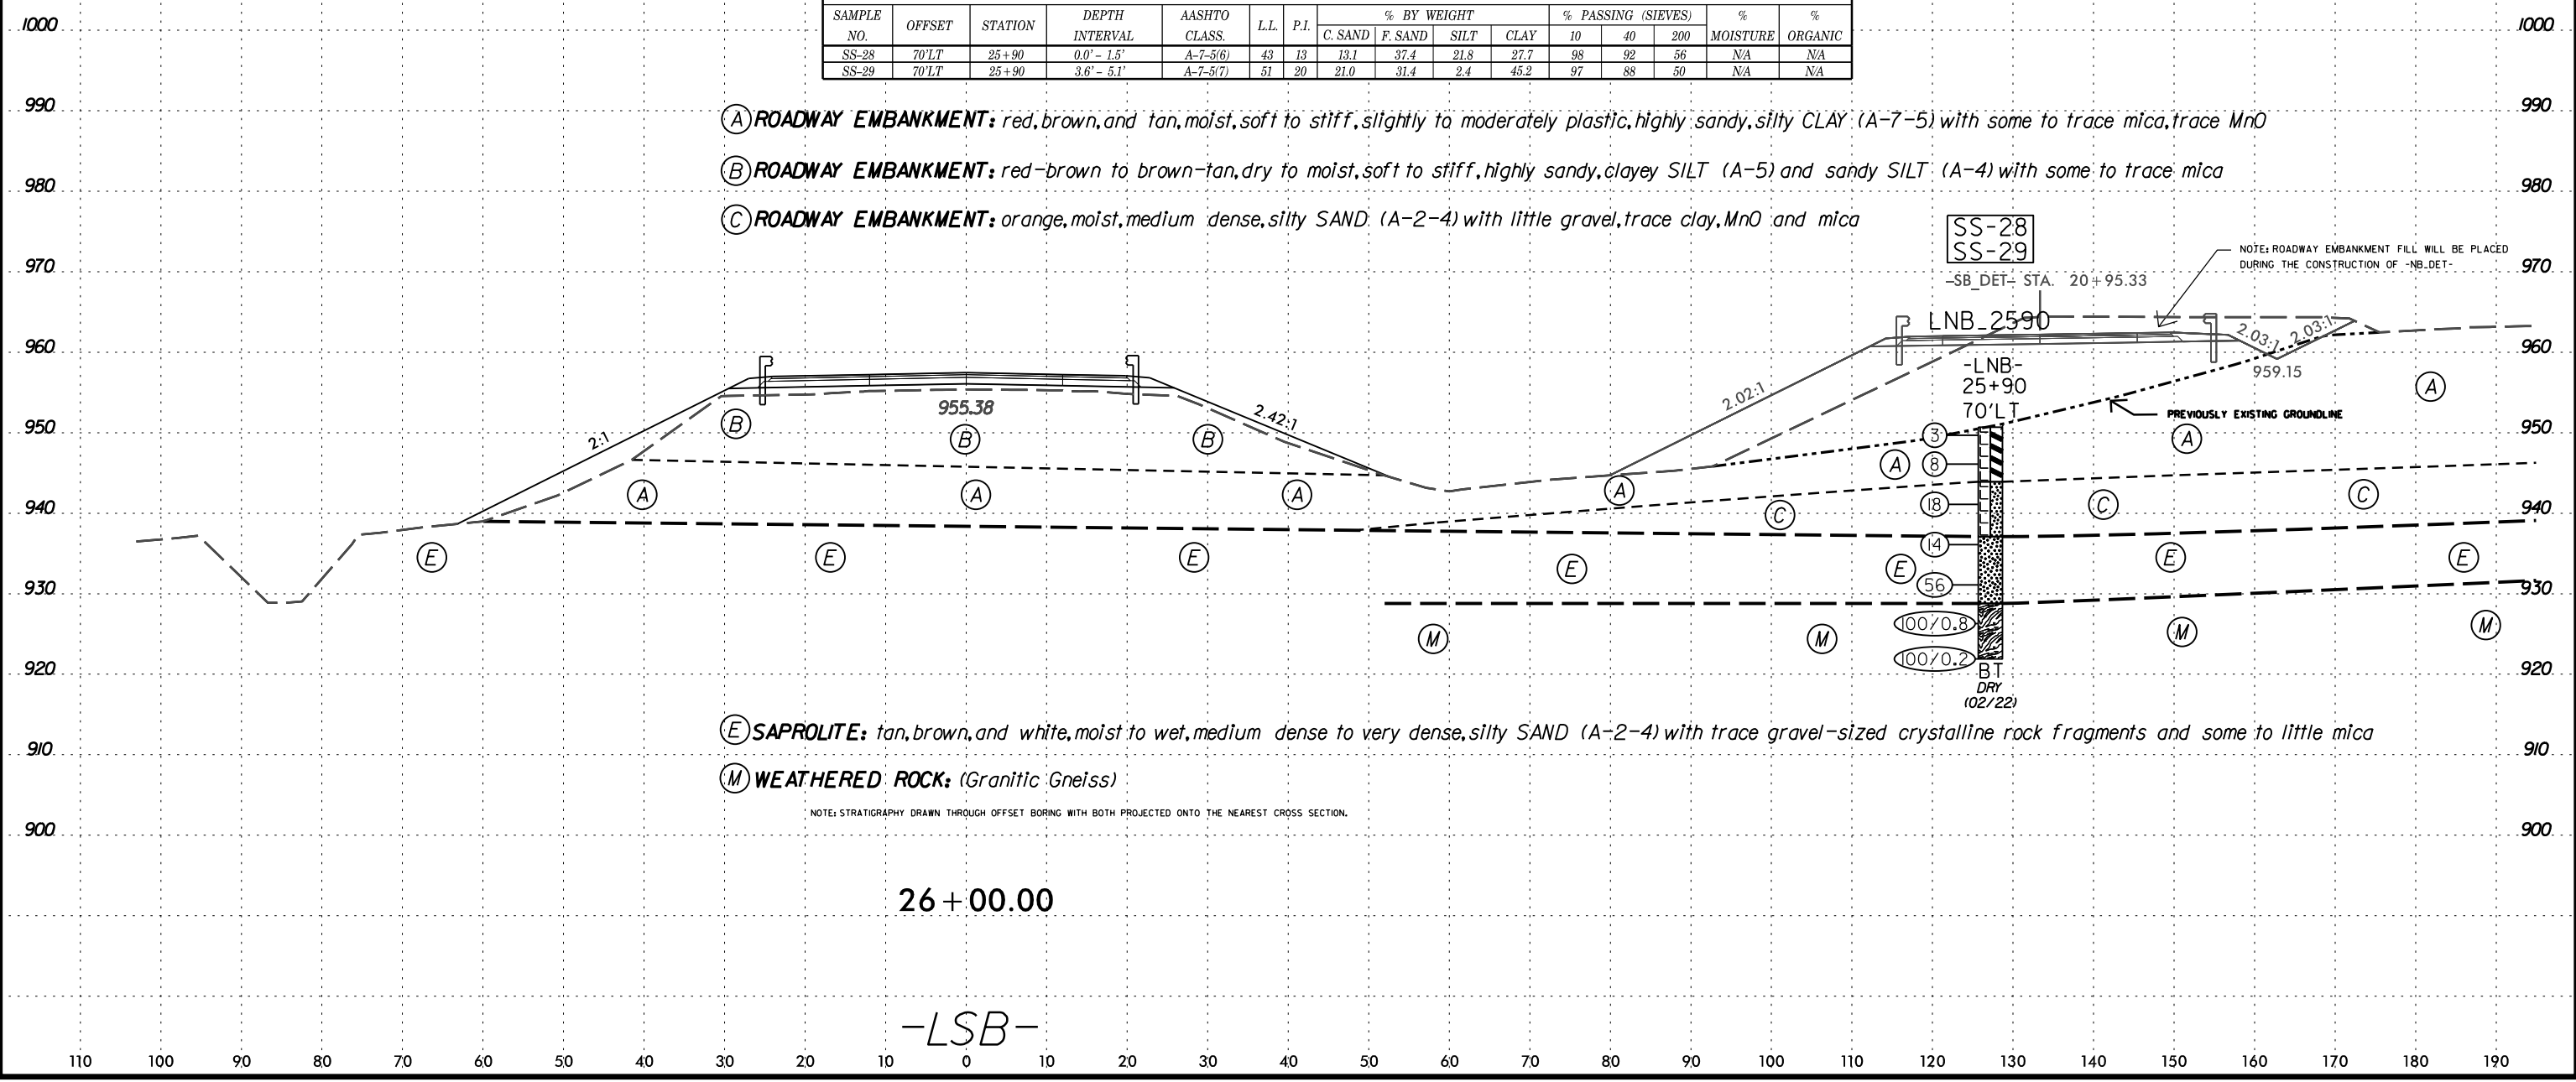 SAMPLE NO. OFFSET STATION DEPTH INTERVAL AASHTO CLASS. L.L. P.I. % BY WEIGHT % PASSING (SIEVES) % MOISTURE % ORGANIC
C. SAND F. SAND SILT CLAY 10 40 200
SS-28 70'LT 25+90 0.0' - 1.5' A-7-5(6) 43 13 13.1 37.4 21.8 27.7 98 92 56 N/A N/A
SS-29 70'LT 25+90 3.6' - 5.1' A-7-5(7) 51 20 21.0 31.4 2.4 45.2 97 88 50 N/A N/A
1000 1000
990 990
A ROADWAY EMBANKMENT: red,brown,and tan,moist,soft to stiff,slightly to moderately plastic,highly sandy,silty CLAY (A-7-5) with some to trace mica,trace MnO
B ROADWAY EMBANKMENT: red-brown to brown-tan,dry to moist,soft to stiff,highly sandy,clayey SILT (A-5) and sandy SILT (A-4) with some to trace mica
980 980
C ROADWAY EMBANKMENT: orange,moist,medium dense,silty SAND (A-2-4) with little gravel,trace clay,MnO and mica
SS-28
SS-29
NOTE: ROADWAY EMBANKMENT FILL WILL BE PLACED
DURING THE CONSTRUCTION OF -NB_DET-
970 970
-SB_DET- STA. 20+95.33
LNB_2590
2.03:1 2.03:1
960 960
-LNB-
25+90
70'LT
959.15
A
2.02:1
955.38
PREVIOUSLY EXISTING GROUNDLINE
B 2.42:1
950 950
2:1 B B 3 A
A 8
A A A A C
940 C 18 C 940
14
E E E E E E E
930 56 930
M M 100/0.8 M M
100/0.2
920 BT 920
DRY
(02/22)
E SAPROLITE: tan,brown,and white,moist to wet,medium dense to very dense,silty SAND (A-2-4) with trace gravel-sized crystalline rock fragments and some to little mica
910 910
M WEATHERED ROCK: (Granitic Gneiss)
NOTE: STRATIGRAPHY DRAWN THROUGH OFFSET BORING WITH BOTH PROJECTED ONTO THE NEAREST CROSS SECTION.
900 900
26+00.00
-LSB-
110 100 90 80 70 60 50 40 30 20 10 0 10 20 30 40 50 60 70 80 90 100 110 120 130 140 150 160 170 180 190